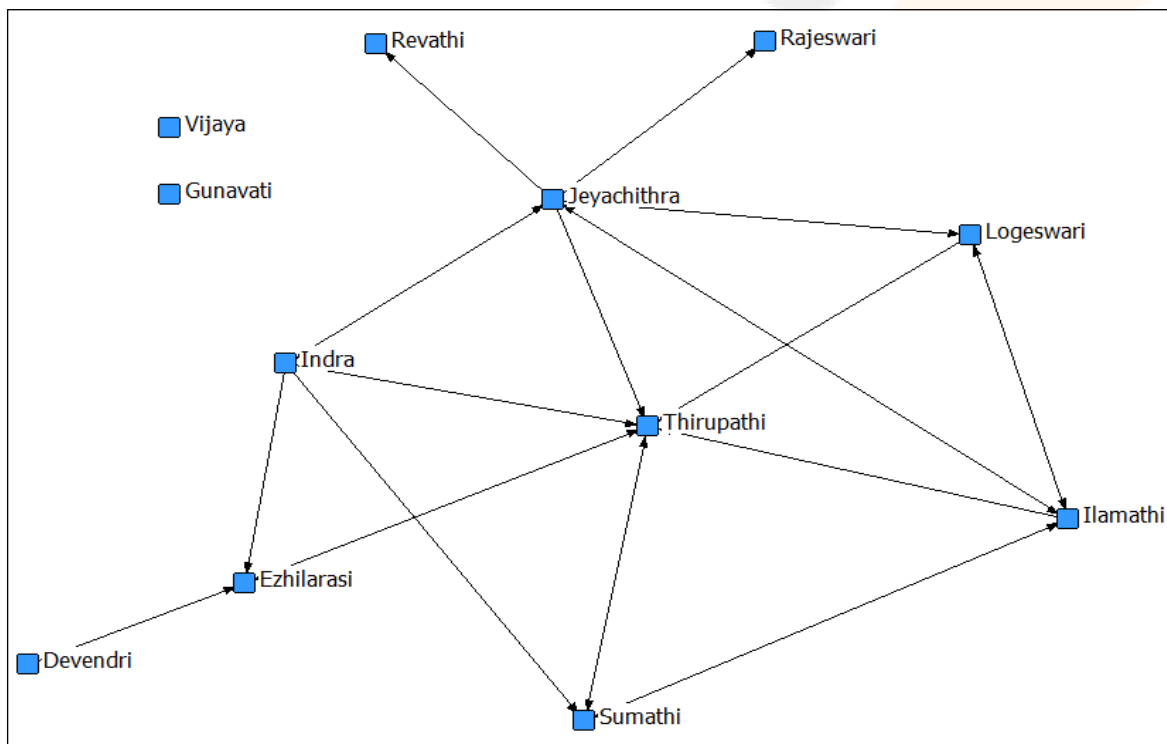 Revathi
Rajeswari
Vijaya
Gunavati
Jeyachithra
Logeswari
Indra
Thirupathi
Ilamathi
Ezhilarasi
Devendri
Sumathi